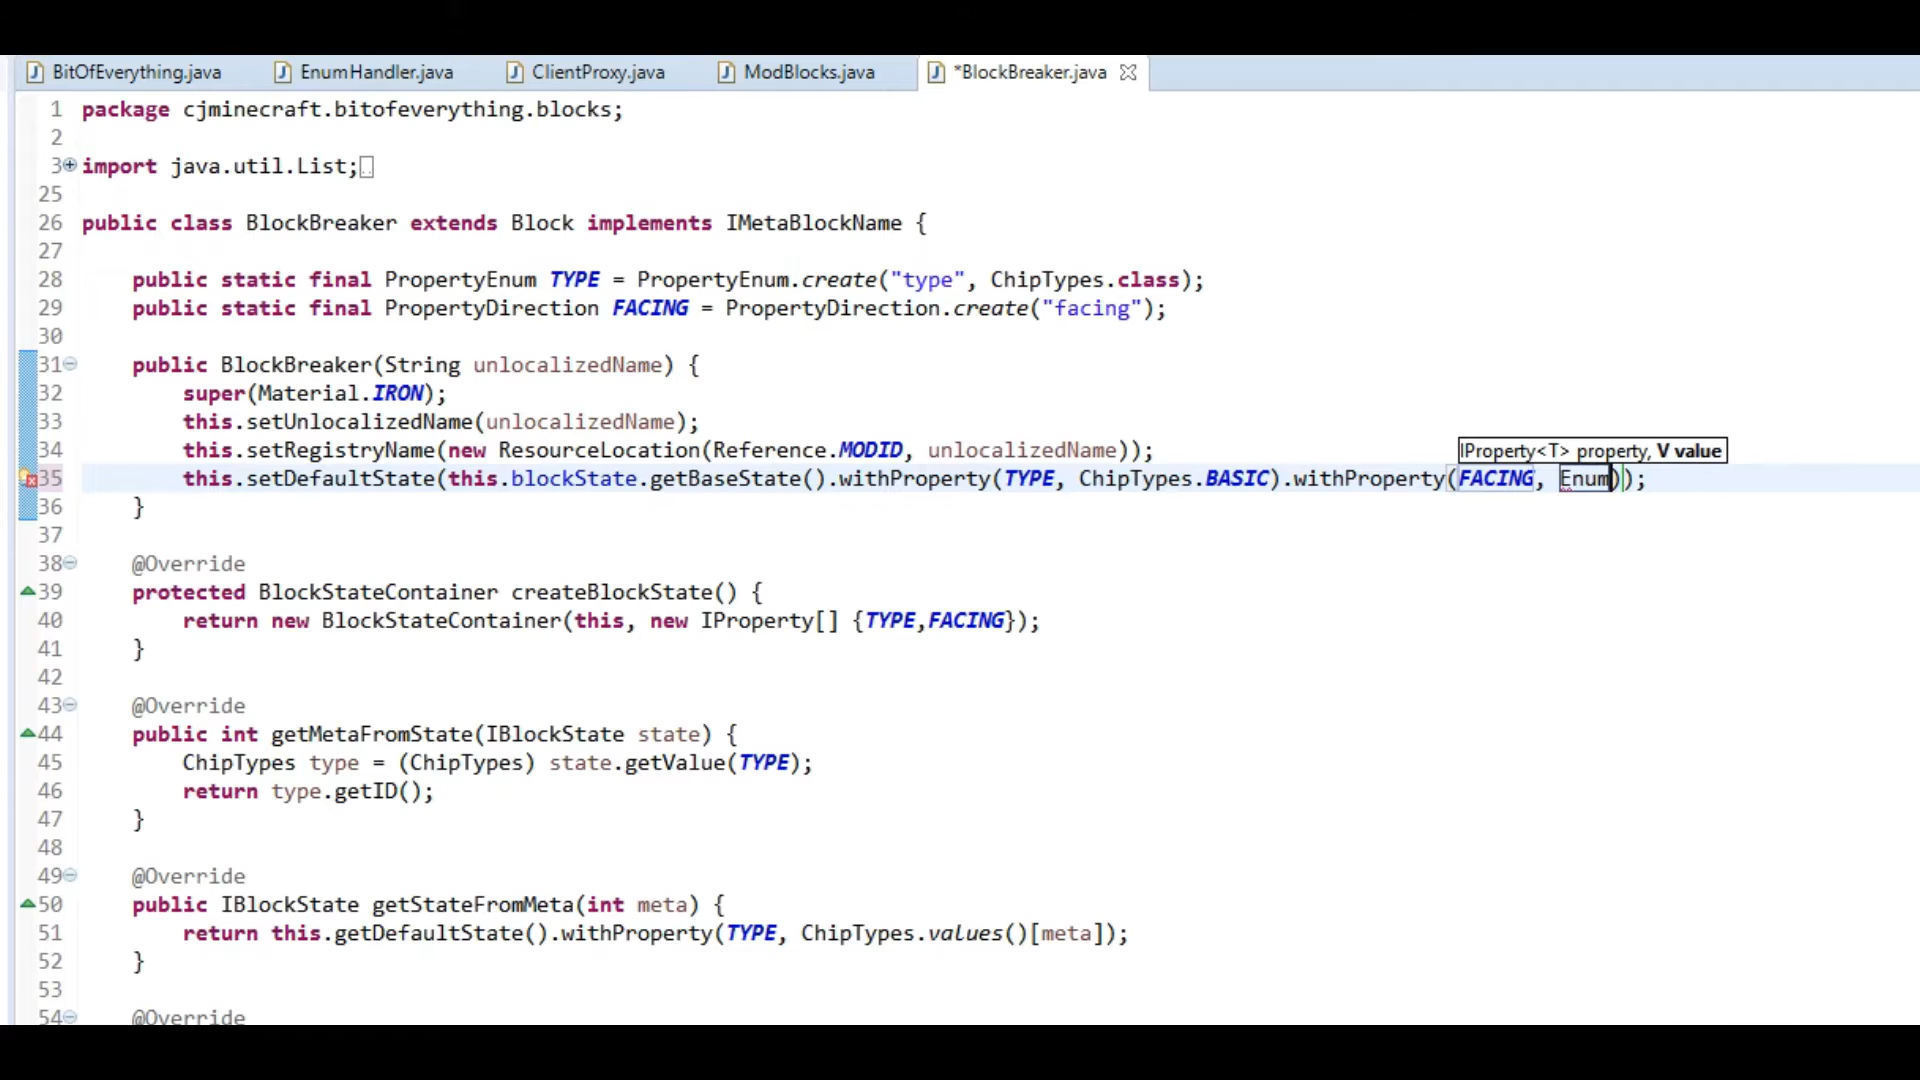 BitOfEverything.java EnumHandler.java ClientProxy.java ModBlocks.java *BlockBreaker.java
1 package cjminecraft.bitofeverything.blocks;
2
3 import java.util.List;
25
26 public class BlockBreaker extends Block implements IMetaBlockName {
27
28 public static final PropertyEnum TYPE = PropertyEnum.create("type", ChipTypes.class);
29 public static final PropertyDirection FACING = PropertyDirection.create("facing");
30
31 public BlockBreaker(String unlocalizedName) {
32 super(Material.IRON);
33 this.setUnlocalizedName(unlocalizedName);
34 this.setRegistryName(new ResourceLocation(Reference.MODID, unlocalizedName));
IProperty<T> property, V value
35 this.setDefaultState(this.blockState.getBaseState().withProperty(TYPE, ChipTypes.BASIC).withProperty(FACING, Enum));
36 }
37
38 @Override
39 protected BlockStateContainer createBlockState() {
40 return new BlockStateContainer(this, new IProperty[] {TYPE,FACING});
41 }
42
43 @Override
44 public int getMetaFromState(IBlockState state) {
45 ChipTypes type = (ChipTypes) state.getValue(TYPE);
46 return type.getID();
47 }
48
49 @Override
50 public IBlockState getStateFromMeta(int meta) {
51 return this.getDefaultState().withProperty(TYPE, ChipTypes.values()[meta]);
52 }
53
54 @Override